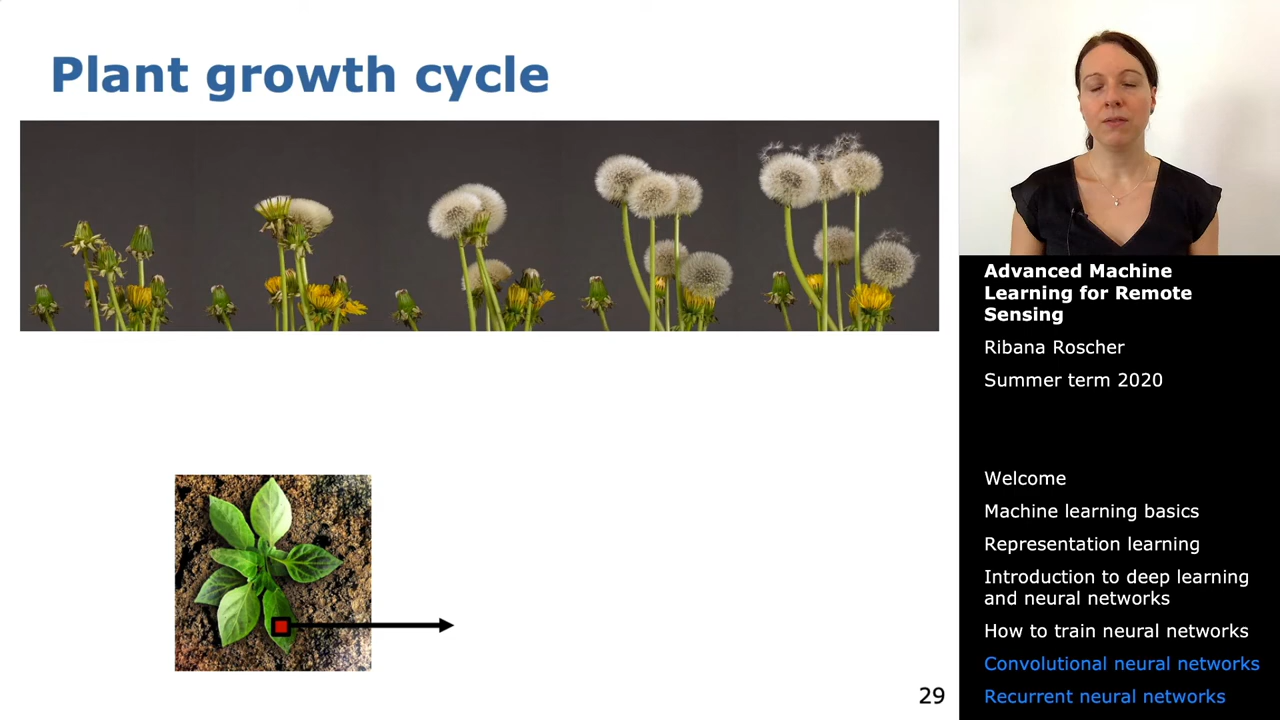 Plant growth cycle
Advanced Machine
Learning for Remote
Sensing
Ribana Roscher
Summer term 2020
Welcome
Machine learning basics
Representation learning
Introduction to deep learning
and neural networks
How to train neural networks
Convolutional neural networks
Recurrent neural networks
29